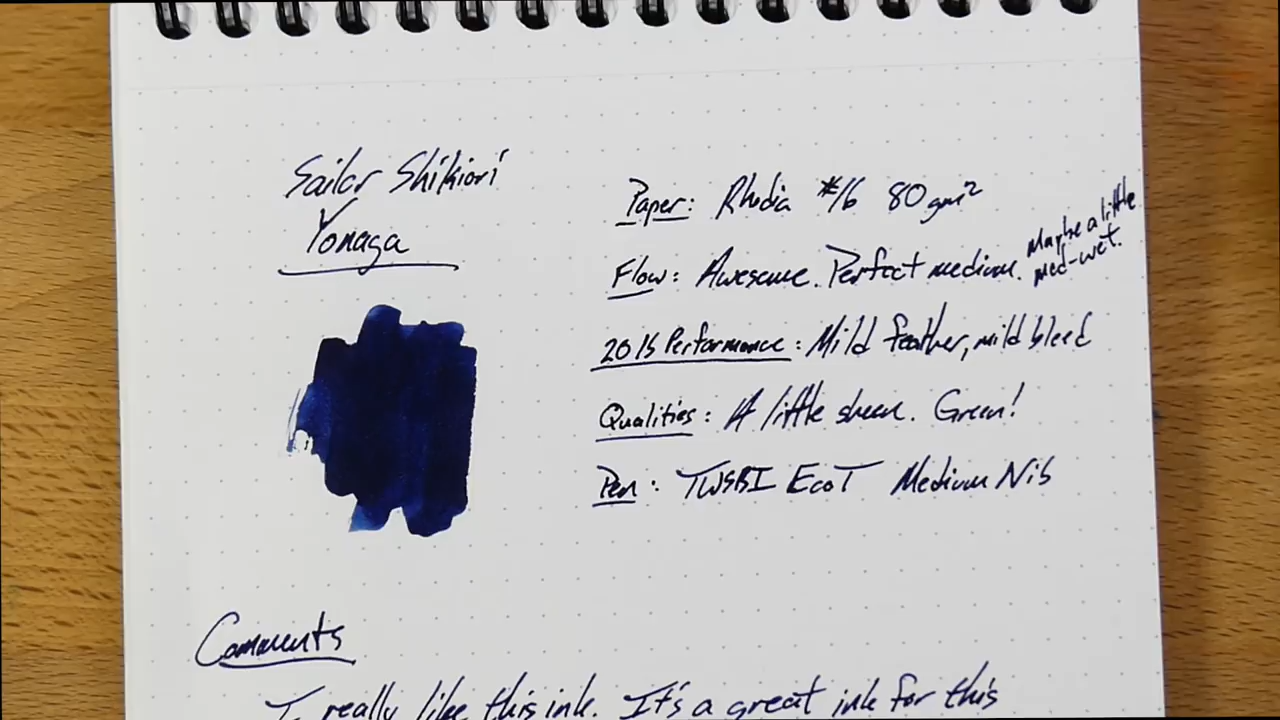 Sailor Shikiori
Yonaga
Paper: Rhodia #16 80gm²
Flow: Awesome. Perfect medium. Maybe a little
med-wet.
20 lb Performance: Mild feather, mild bleed
Qualities: A little sheen. Green!
Pen: TWSBI Eco T Medium Nib
Comments
I really like this ink. It's a great ink for this